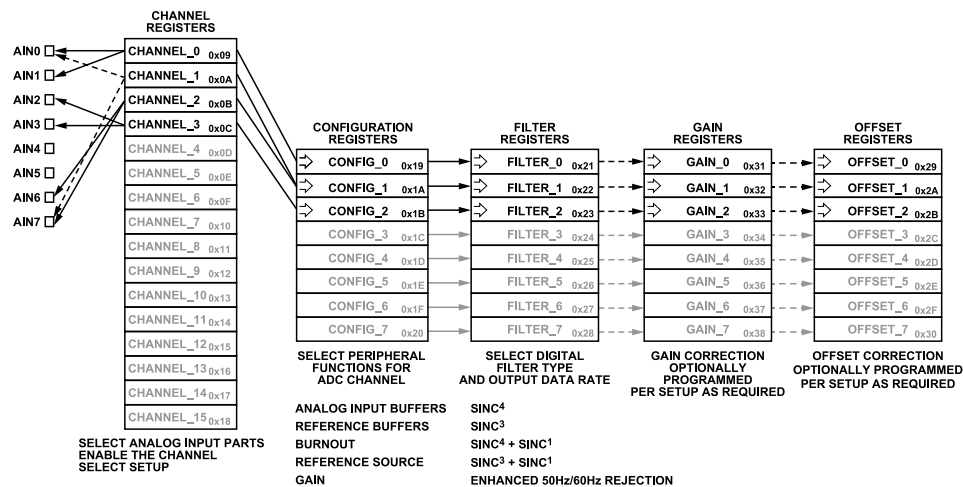 CHANNEL
REGISTERS
AIN0
AIN1
AIN2
AIN3
AIN4
AIN5
AIN6
AIN7
CHANNEL_0 0x09
CHANNEL_1 0x0A
CHANNEL_2 0x0B
CHANNEL_3 0x0C
CHANNEL_4 0x0D
CHANNEL_5 0x0E
CHANNEL_6 0x0F
CHANNEL_7 0x10
CHANNEL_8 0x11
CHANNEL_9 0x12
CHANNEL_10 0x13
CHANNEL_11 0x14
CHANNEL_12 0x15
CHANNEL_13 0x16
CHANNEL_14 0x17
CHANNEL_15 0x18
SELECT ANALOG INPUT PARTS
ENABLE THE CHANNEL
SELECT SETUP
CONFIGURATION
REGISTERS
CONFIG_0 0x19
CONFIG_1 0x1A
CONFIG_2 0x1B
CONFIG_3 0x1C
CONFIG_4 0x1D
CONFIG_5 0x1E
CONFIG_6 0x1F
CONFIG_7 0x20
SELECT PERIPHERAL
FUNCTIONS FOR
ADC CHANNEL
ANALOG INPUT BUFFERS
REFERENCE BUFFERS
BURNOUT
REFERENCE SOURCE
GAIN
FILTER
REGISTERS
FILTER_0 0x21
FILTER_1 0x22
FILTER_2 0x23
FILTER_3 0x24
FILTER_4 0x25
FILTER_5 0x26
FILTER_6 0x27
FILTER_7 0x28
SELECT DIGITAL
FILTER TYPE
AND OUTPUT DATA RATE
SINC⁴
SINC³
SINC⁴ + SINC¹
SINC³ + SINC¹
ENHANCED 50Hz/60Hz REJECTION
GAIN
REGISTERS
GAIN_0 0x31
GAIN_1 0x32
GAIN_2 0x33
GAIN_3 0x34
GAIN_4 0x35
GAIN_5 0x36
GAIN_6 0x37
GAIN_7 0x38
GAIN CORRECTION
OPTIONALLY
PROGRAMMED
PER SETUP AS REQUIRED
OFFSET
REGISTERS
OFFSET_0 0x29
OFFSET_1 0x2A
OFFSET_2 0x2B
OFFSET_3 0x2C
OFFSET_4 0x2D
OFFSET_5 0x2E
OFFSET_6 0x2F
OFFSET_7 0x30
OFFSET CORRECTION
OPTIONALLY PROGRAMMED
PER SETUP AS REQUIRED